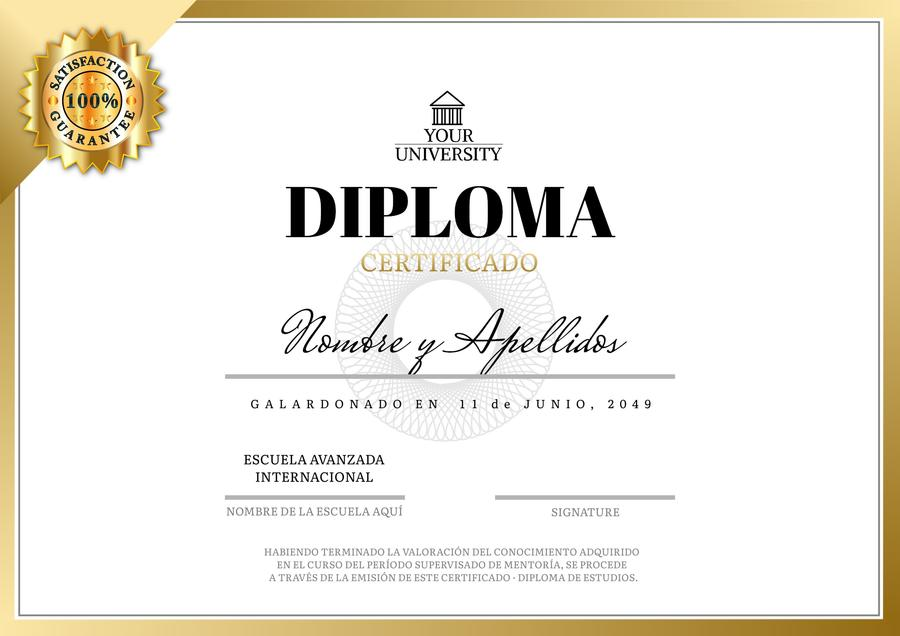 SATISFACTION
100%
GUARANTEE
YOUR
UNIVERSITY
DIPLOMA
CERTIFICADO
Nombre y Apellidos
GALARDONADO EN 11 de JUNIO, 2049
ESCUELA AVANZADA
INTERNACIONAL
NOMBRE DE LA ESCUELA AQUÍ
SIGNATURE
HABIENDO TERMINADO LA VALORACIÓN DEL CONOCIMIENTO ADQUIRIDO
EN EL CURSO DEL PERÍODO SUPERVISADO DE MENTORÍA, SE PROCEDE
A TRAVÉS DE LA EMISIÓN DE ESTE CERTIFICADO - DIPLOMA DE ESTUDIOS.